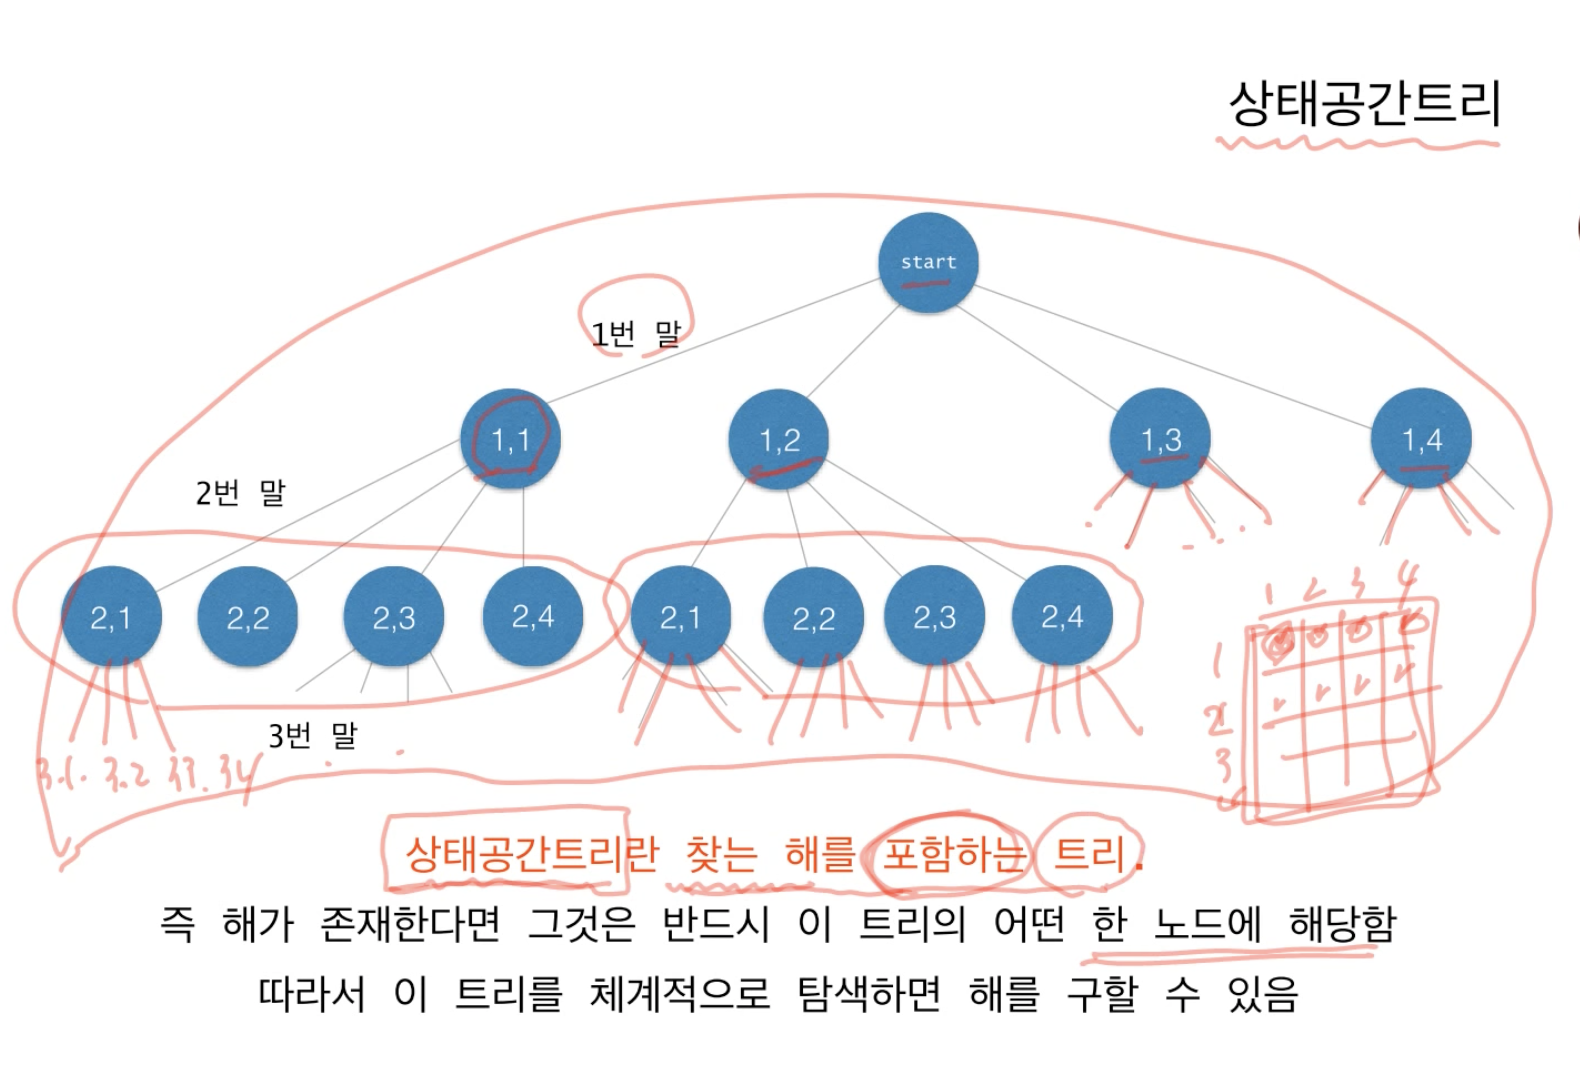 상태공간트리
start
1번 말
1,1
1,2
1,3
1,4
2번 말
2,1
2,2
2,3
2,4
2,1
2,2
2,3
2,4
1 2 3 4
1
2
3
3번 말
3.1. 3.2 33. 34
상태공간트리란 찾는 해를 포함하는 트리.
즉 해가 존재한다면 그것은 반드시 이 트리의 어떤 한 노드에 해당함
따라서 이 트리를 체계적으로 탐색하면 해를 구할 수 있음